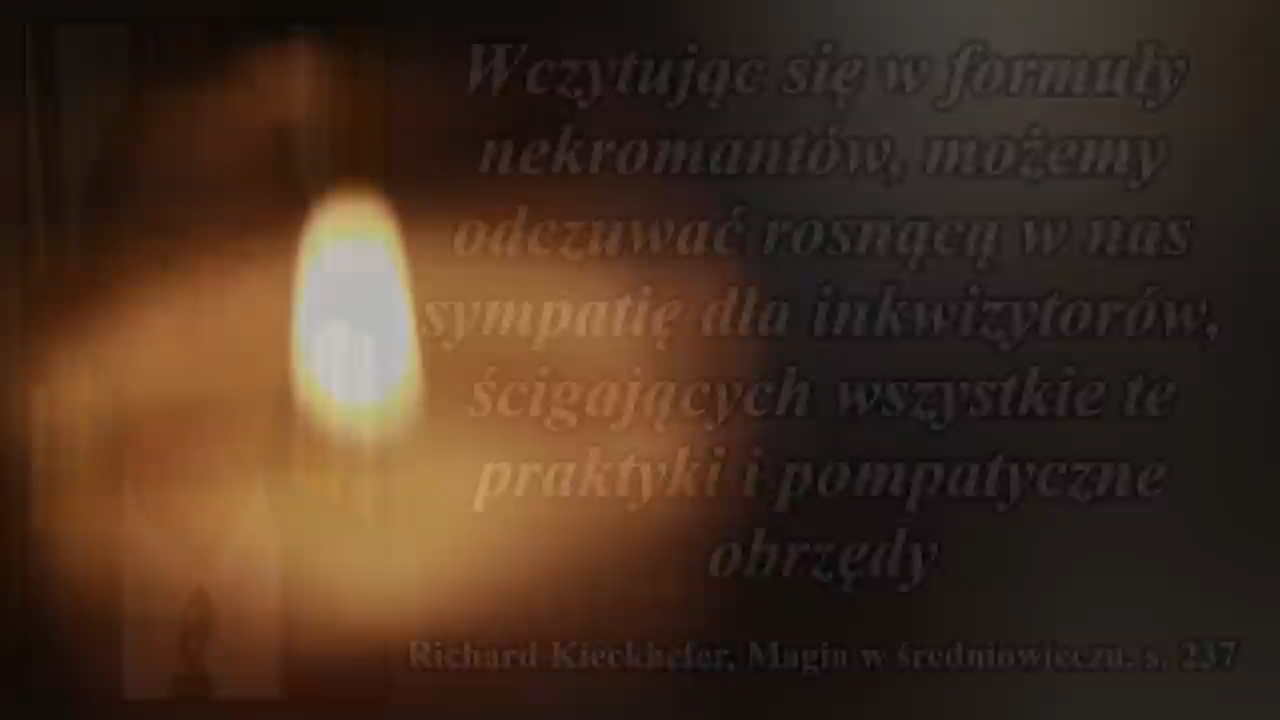 Wczytując się w formuły
nekromantów, możemy
odczuwać rosnącą w nas
sympatię dla inkwizytorów,
ścigających wszystkie te
praktyki i pompatyczne
obrzędy
Richard Kieckhefer, Magia w średniowieczu, s. 237